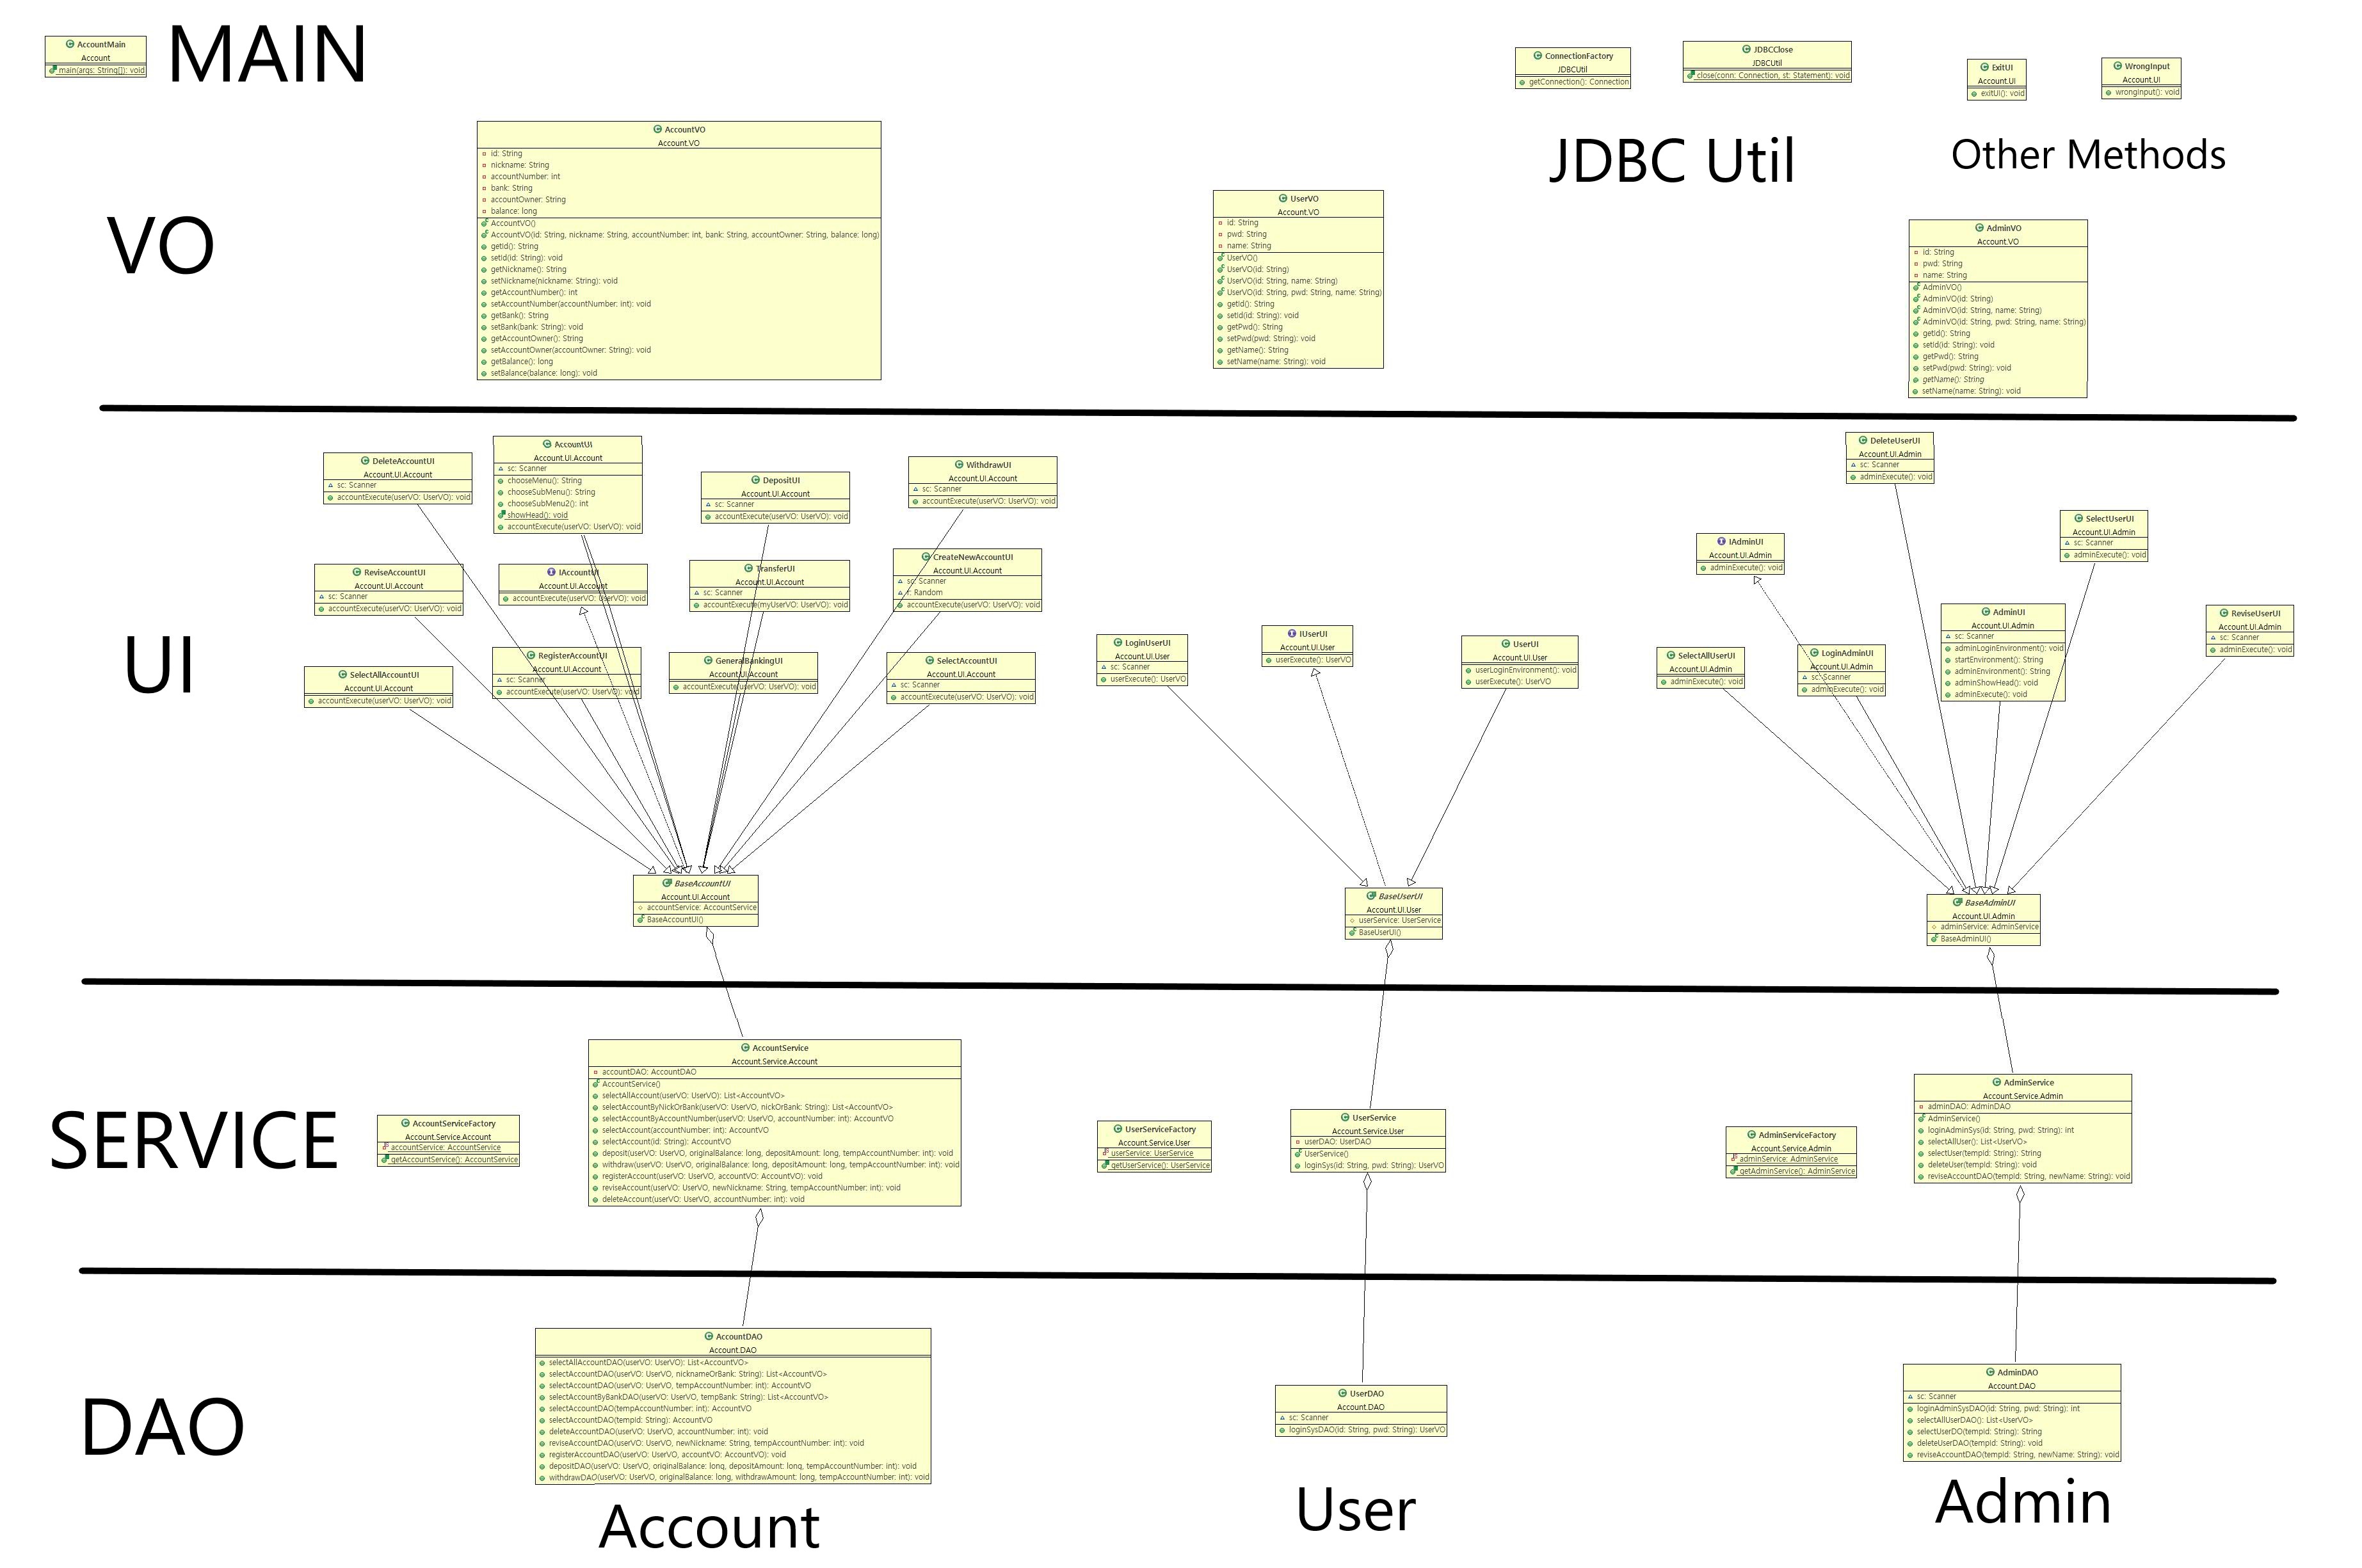 AccountMain
Account
main(args: String[]): void
MAIN
ConnectionFactory
JDBCUtil
getConnection(): Connection
JDBCClose
JDBCUtil
close(conn: Connection, st: Statement): void
JDBC Util
ExitUI
Account.UI
exitUI(): void
WrongInput
Account.UI
wrongInput(): void
Other Methods
VO
AccountVO
Account.VO
id: String
nickname: String
accountNumber: int
bank: String
accountOwner: String
balance: long
AccountVO()
AccountVO(id: String, nickname: String, accountNumber: int, bank: String, accountOwner: String, balance: long)
getId(): String
setId(id: String): void
getNickname(): String
setNickname(nickname: String): void
getAccountNumber(): int
setAccountNumber(accountNumber: int): void
getBank(): String
setBank(bank: String): void
getAccountOwner(): String
setAccountOwner(accountOwner: String): void
getBalance(): long
setBalance(balance: long): void
UserVO
Account.VO
id: String
pwd: String
name: String
UserVO()
UserVO(id: String)
UserVO(id: String, name: String)
UserVO(id: String, pwd: String, name: String)
getId(): String
setId(id: String): void
getPwd(): String
setPwd(pwd: String): void
getName(): String
setName(name: String): void
AdminVO
Account.VO
id: String
pwd: String
name: String
AdminVO()
AdminVO(id: String)
AdminVO(id: String, name: String)
AdminVO(id: String, pwd: String, name: String)
getId(): String
setId(id: String): void
getPwd(): String
setPwd(pwd: String): void
getName(): String
setName(name: String): void
UI
DeleteAccountUI
Account.UI.Account
sc: Scanner
accountExecute(userVO: UserVO): void
AccountUI
Account.UI.Account
sc: Scanner
chooseMenu(): String
chooseSubMenu(): String
chooseSubMenu2(): int
showHead(): void
accountExecute(userVO: UserVO): void
DepositUI
Account.UI.Account
sc: Scanner
accountExecute(userVO: UserVO): void
WithdrawUI
Account.UI.Account
sc: Scanner
accountExecute(userVO: UserVO): void
ReviseAccountUI
Account.UI.Account
sc: Scanner
accountExecute(userVO: UserVO): void
IAccountUI
Account.UI.Account
accountExecute(userVO: UserVO): void
TransferUI
Account.UI.Account
sc: Scanner
accountExecute(myUserVO: UserVO): void
CreateNewAccountUI
Account.UI.Account
sc: Scanner
r: Random
accountExecute(userVO: UserVO): void
SelectAllAccountUI
Account.UI.Account
accountExecute(userVO: UserVO): void
RegisterAccountUI
Account.UI.Account
sc: Scanner
accountExecute(userVO: UserVO): void
GeneralBankingUI
Account.UI.Account
accountExecute(userVO: UserVO): void
SelectAccountUI
Account.UI.Account
sc: Scanner
accountExecute(userVO: UserVO): void
BaseAccountUI
Account.UI.Account
accountService: AccountService
BaseAccountUI()
LoginUserUI
Account.UI.User
sc: Scanner
userExecute(): UserVO
IUserUI
Account.UI.User
userExecute(): UserVO
UserUI
Account.UI.User
userLoginEnvironment(): void
userExecute(): UserVO
BaseUserUI
Account.UI.User
userService: UserService
BaseUserUI()
DeleteUserUI
Account.UI.Admin
sc: Scanner
adminExecute(): void
IAdminUI
Account.UI.Admin
adminExecute(): void
SelectUserUI
Account.UI.Admin
sc: Scanner
adminExecute(): void
SelectAllUserUI
Account.UI.Admin
adminExecute(): void
LoginAdminUI
Account.UI.Admin
sc: Scanner
adminExecute(): void
AdminUI
Account.UI.Admin
sc: Scanner
adminLoginEnvironment(): void
startEnvironment(): String
adminEnvironment(): String
adminShowHead(): void
adminExecute(): void
ReviseUserUI
Account.UI.Admin
sc: Scanner
adminExecute(): void
BaseAdminUI
Account.UI.Admin
adminService: AdminService
BaseAdminUI()
SERVICE
AccountServiceFactory
Account.Service.Account
accountService: AccountService
getAccountService(): AccountService
AccountService
Account.Service.Account
accountDAO: AccountDAO
AccountService()
selectAllAccount(userVO: UserVO): List<AccountVO>
selectAccountByNickOrBank(userVO: UserVO, nickOrBank: String): List<AccountVO>
selectAccountByAccountNumber(userVO: UserVO, accountNumber: int): AccountVO
selectAccount(accountNumber: int): AccountVO
selectAccount(id: String): AccountVO
deposit(userVO: UserVO, originalBalance: long, depositAmount: long, tempAccountNumber: int): void
withdraw(userVO: UserVO, originalBalance: long, depositAmount: long, tempAccountNumber: int): void
registerAccount(userVO: UserVO, accountVO: AccountVO): void
reviseAccount(userVO: UserVO, newNickname: String, tempAccountNumber: int): void
deleteAccount(userVO: UserVO, accountNumber: int): void
UserServiceFactory
Account.Service.User
userService: UserService
getUserService(): UserService
UserService
Account.Service.User
userDAO: UserDAO
UserService()
loginSys(id: String, pwd: String): UserVO
AdminServiceFactory
Account.Service.Admin
adminService: AdminService
getAdminService(): AdminService
AdminService
Account.Service.Admin
adminDAO: AdminDAO
AdminService()
loginAdminSys(id: String, pwd: String): int
selectAllUser(): List<UserVO>
selectUser(tempId: String): String
deleteUser(tempId: String): void
reviseAccountDAO(tempId: String, newName: String): void
DAO
AccountDAO
Account.DAO
selectAllAccountDAO(userVO: UserVO): List<AccountVO>
selectAccountDAO(userVO: UserVO, nicknameOrBank: String): List<AccountVO>
selectAccountDAO(userVO: UserVO, tempAccountNumber: int): AccountVO
selectAccountByBankDAO(userVO: UserVO, tempBank: String): List<AccountVO>
selectAccountDAO(tempAccountNumber: int): AccountVO
selectAccountDAO(tempId: String): AccountVO
deleteAccountDAO(userVO: UserVO, accountNumber: int): void
reviseAccountDAO(userVO: UserVO, newNickname: String, tempAccountNumber: int): void
registerAccountDAO(userVO: UserVO, accountVO: AccountVO): void
depositDAO(userVO: UserVO, originalBalance: long, depositAmount: long, tempAccountNumber: int): void
withdrawDAO(userVO: UserVO, originalBalance: long, withdrawAmount: long, tempAccountNumber: int): void
UserDAO
Account.DAO
sc: Scanner
loginSysDAO(id: String, pwd: String): UserVO
AdminDAO
Account.DAO
sc: Scanner
loginAdminSysDAO(id: String, pwd: String): int
selectAllUserDAO(): List<UserVO>
selectUserDO(tempId: String): String
deleteUserDAO(tempId: String): void
reviseAccountDAO(tempId: String, newName: String): void
Account
User
Admin